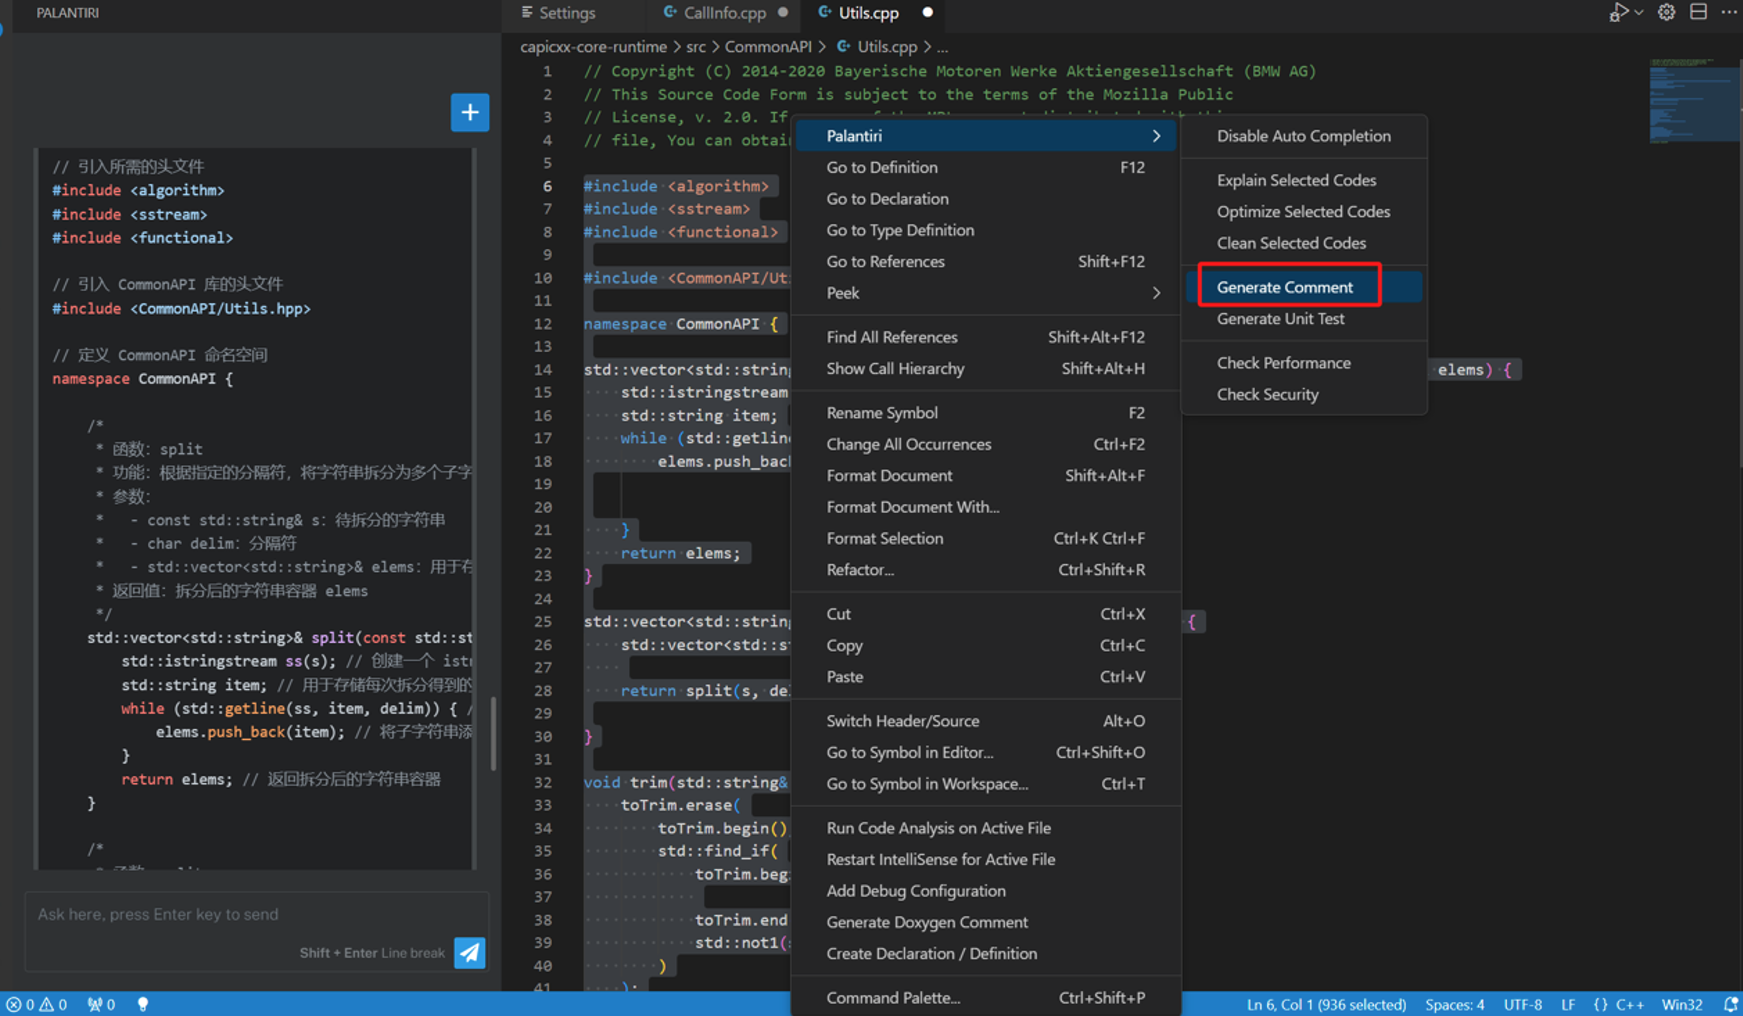 PALANTIRI
+
// 引入所需的头文件
#include <algorithm>
#include <sstream>
#include <functional>
// 引入 CommonAPI 库的头文件
#include <CommonAPI/Utils.hpp>
// 定义 CommonAPI 命名空间
namespace CommonAPI {
/*
* 函数: split
* 功能: 根据指定的分隔符, 将字符串拆分为多个子字
* 参数:
* - const std::string& s: 待拆分的字符串
* - char delim: 分隔符
* - std::vector<std::string>& elems: 用于存
* 返回值: 拆分后的字符串容器 elems
*/
std::vector<std::string>& split(const std::st
std::istringstream ss(s); // 创建一个 ist
std::string item; // 用于存储每次拆分得到的
while (std::getline(ss, item, delim)) { /
elems.push_back(item); // 将子字符串添
}
return elems; // 返回拆分后的字符串容器
}
/*
Ask here, press Enter key to send
Shift + Enter Line break
Settings
CallInfo.cpp
Utils.cpp
capicxx-core-runtime > src > CommonAPI > Utils.cpp > ...
1 // Copyright (C) 2014-2020 Bayerische Motoren Werke Aktiengesellschaft (BMW AG)
2 // This Source Code Form is subject to the terms of the Mozilla Public
3 // License, v. 2.0. If
4 // file, You can obtai
5
6 #include <algorithm>
7 #include <sstream>
8 #include <functional>
9
10 #include <CommonAPI/Ut
11
12 namespace CommonAPI {
13
14 std::vector<std::string elems) {
15 std::istringstream
16 std::string item;
17 while (std::getlin
18 elems.push_back
19
20
21 }
22 return elems;
23 }
24
25 std::vector<std::string {
26 std::vector<std::st
27
28 return split(s, de
29
30 }
31
32 void trim(std::string&
33 toTrim.erase(
34 toTrim.begin()
35 std::find_if(
36 toTrim.beg
37
38 toTrim.end
39 std::not1(
40 )
41 );
Palantiri
Go to Definition F12
Go to Declaration
Go to Type Definition
Go to References Shift+F12
Peek
Find All References Shift+Alt+F12
Show Call Hierarchy Shift+Alt+H
Rename Symbol F2
Change All Occurrences Ctrl+F2
Format Document Shift+Alt+F
Format Document With...
Format Selection Ctrl+K Ctrl+F
Refactor... Ctrl+Shift+R
Cut Ctrl+X
Copy Ctrl+C
Paste Ctrl+V
Switch Header/Source Alt+O
Go to Symbol in Editor... Ctrl+Shift+O
Go to Symbol in Workspace... Ctrl+T
Run Code Analysis on Active File
Restart IntelliSense for Active File
Add Debug Configuration
Generate Doxygen Comment
Create Declaration / Definition
Command Palette... Ctrl+Shift+P
Disable Auto Completion
Explain Selected Codes
Optimize Selected Codes
Clean Selected Codes
Generate Comment
Generate Unit Test
Check Performance
Check Security
0 0 0
Ln 6, Col 1 (936 selected) Spaces: 4 UTF-8 LF {} C++ Win32